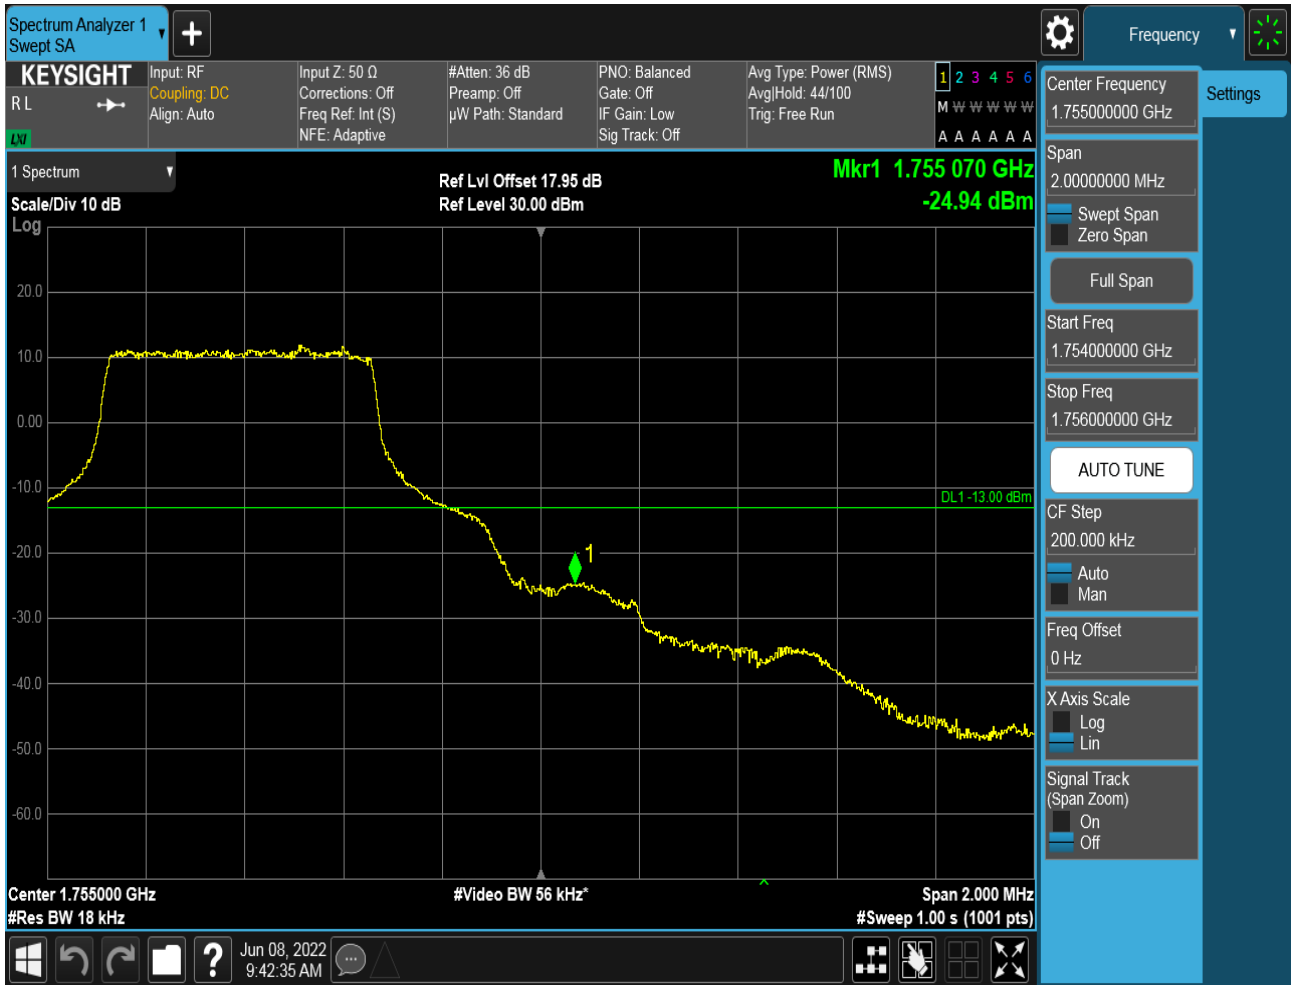 Spectrum Analyzer 1
Swept SA
Frequency
KEYSIGHT
R L
LXI
Input: RF
Coupling: DC
Align: Auto
Input Z: 50 Ω
Corrections: Off
Freq Ref: Int (S)
NFE: Adaptive
#Atten: 36 dB
Preamp: Off
µW Path: Standard
PNO: Balanced
Gate: Off
IF Gain: Low
Sig Track: Off
Avg Type: Power (RMS)
Avg|Hold: 44/100
Trig: Free Run
1 2 3 4 5 6
M W W W W W
A A A A A A
1 Spectrum
Scale/Div 10 dB
Log
Ref Lvl Offset 17.95 dB
Ref Level 30.00 dBm
Mkr1 1.755 070 GHz
-24.94 dBm
20.0
10.0
0.00
-10.0
-20.0
-30.0
-40.0
-50.0
-60.0
DL1 -13.00 dBm
1
Center 1.755000 GHz
#Res BW 18 kHz
#Video BW 56 kHz*
Span 2.000 MHz
#Sweep 1.00 s (1001 pts)
Center Frequency
1.755000000 GHz
Settings
Span
2.00000000 MHz
Swept Span
Zero Span
Full Span
Start Freq
1.754000000 GHz
Stop Freq
1.756000000 GHz
AUTO TUNE
CF Step
200.000 kHz
Auto
Man
Freq Offset
0 Hz
X Axis Scale
Log
Lin
Signal Track
(Span Zoom)
On
Off
?
Jun 08, 2022
9:42:35 AM